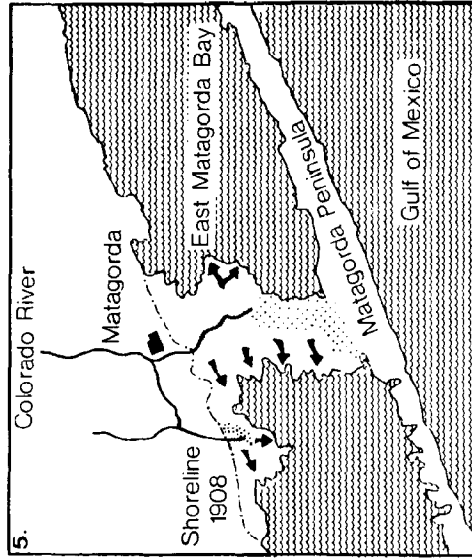 5.
Colorado River
Matagorda
East Matagorda Bay
Shoreline
1908
Matagorda Peninsula
Gulf of Mexico